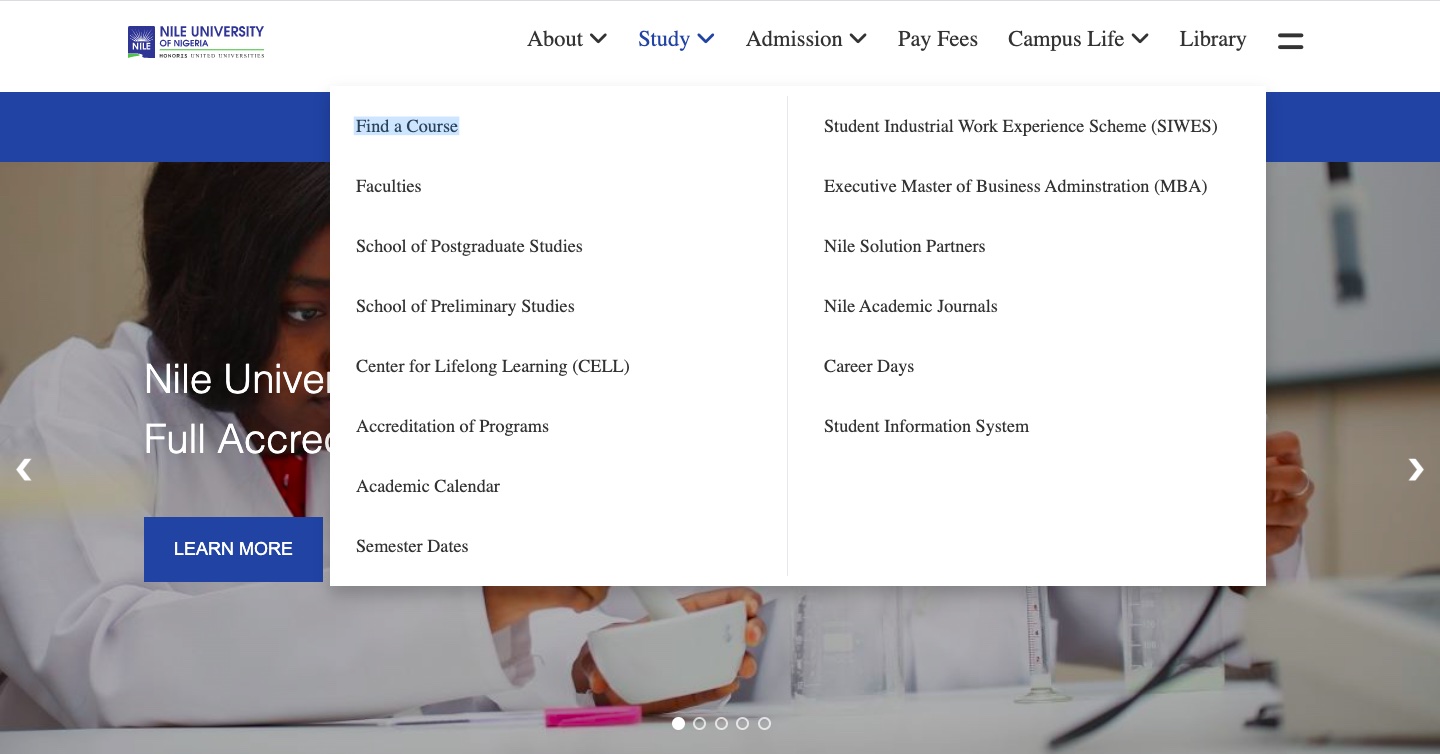 NILE UNIVERSITY
OF NIGERIA
NILE
HONORIS UNITED UNIVERSITIES
About
Study
Admission
Pay Fees
Campus Life
Library
Find a Course
Faculties
School of Postgraduate Studies
School of Preliminary Studies
Center for Lifelong Learning (CELL)
Accreditation of Programs
Academic Calendar
Semester Dates
Student Industrial Work Experience Scheme (SIWES)
Executive Master of Business Adminstration (MBA)
Nile Solution Partners
Nile Academic Journals
Career Days
Student Information System
Nile Univer
Full Accred
LEARN MORE